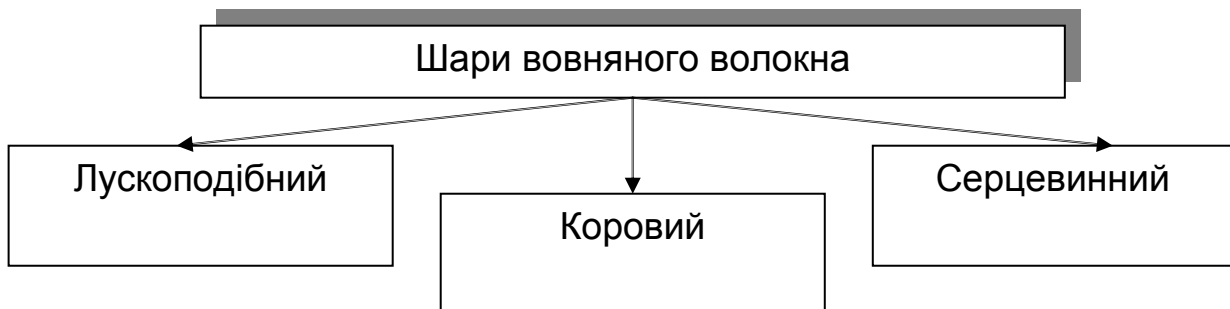 Шари вовняного волокна
Лускоподібний
Коровий
Серцевинний